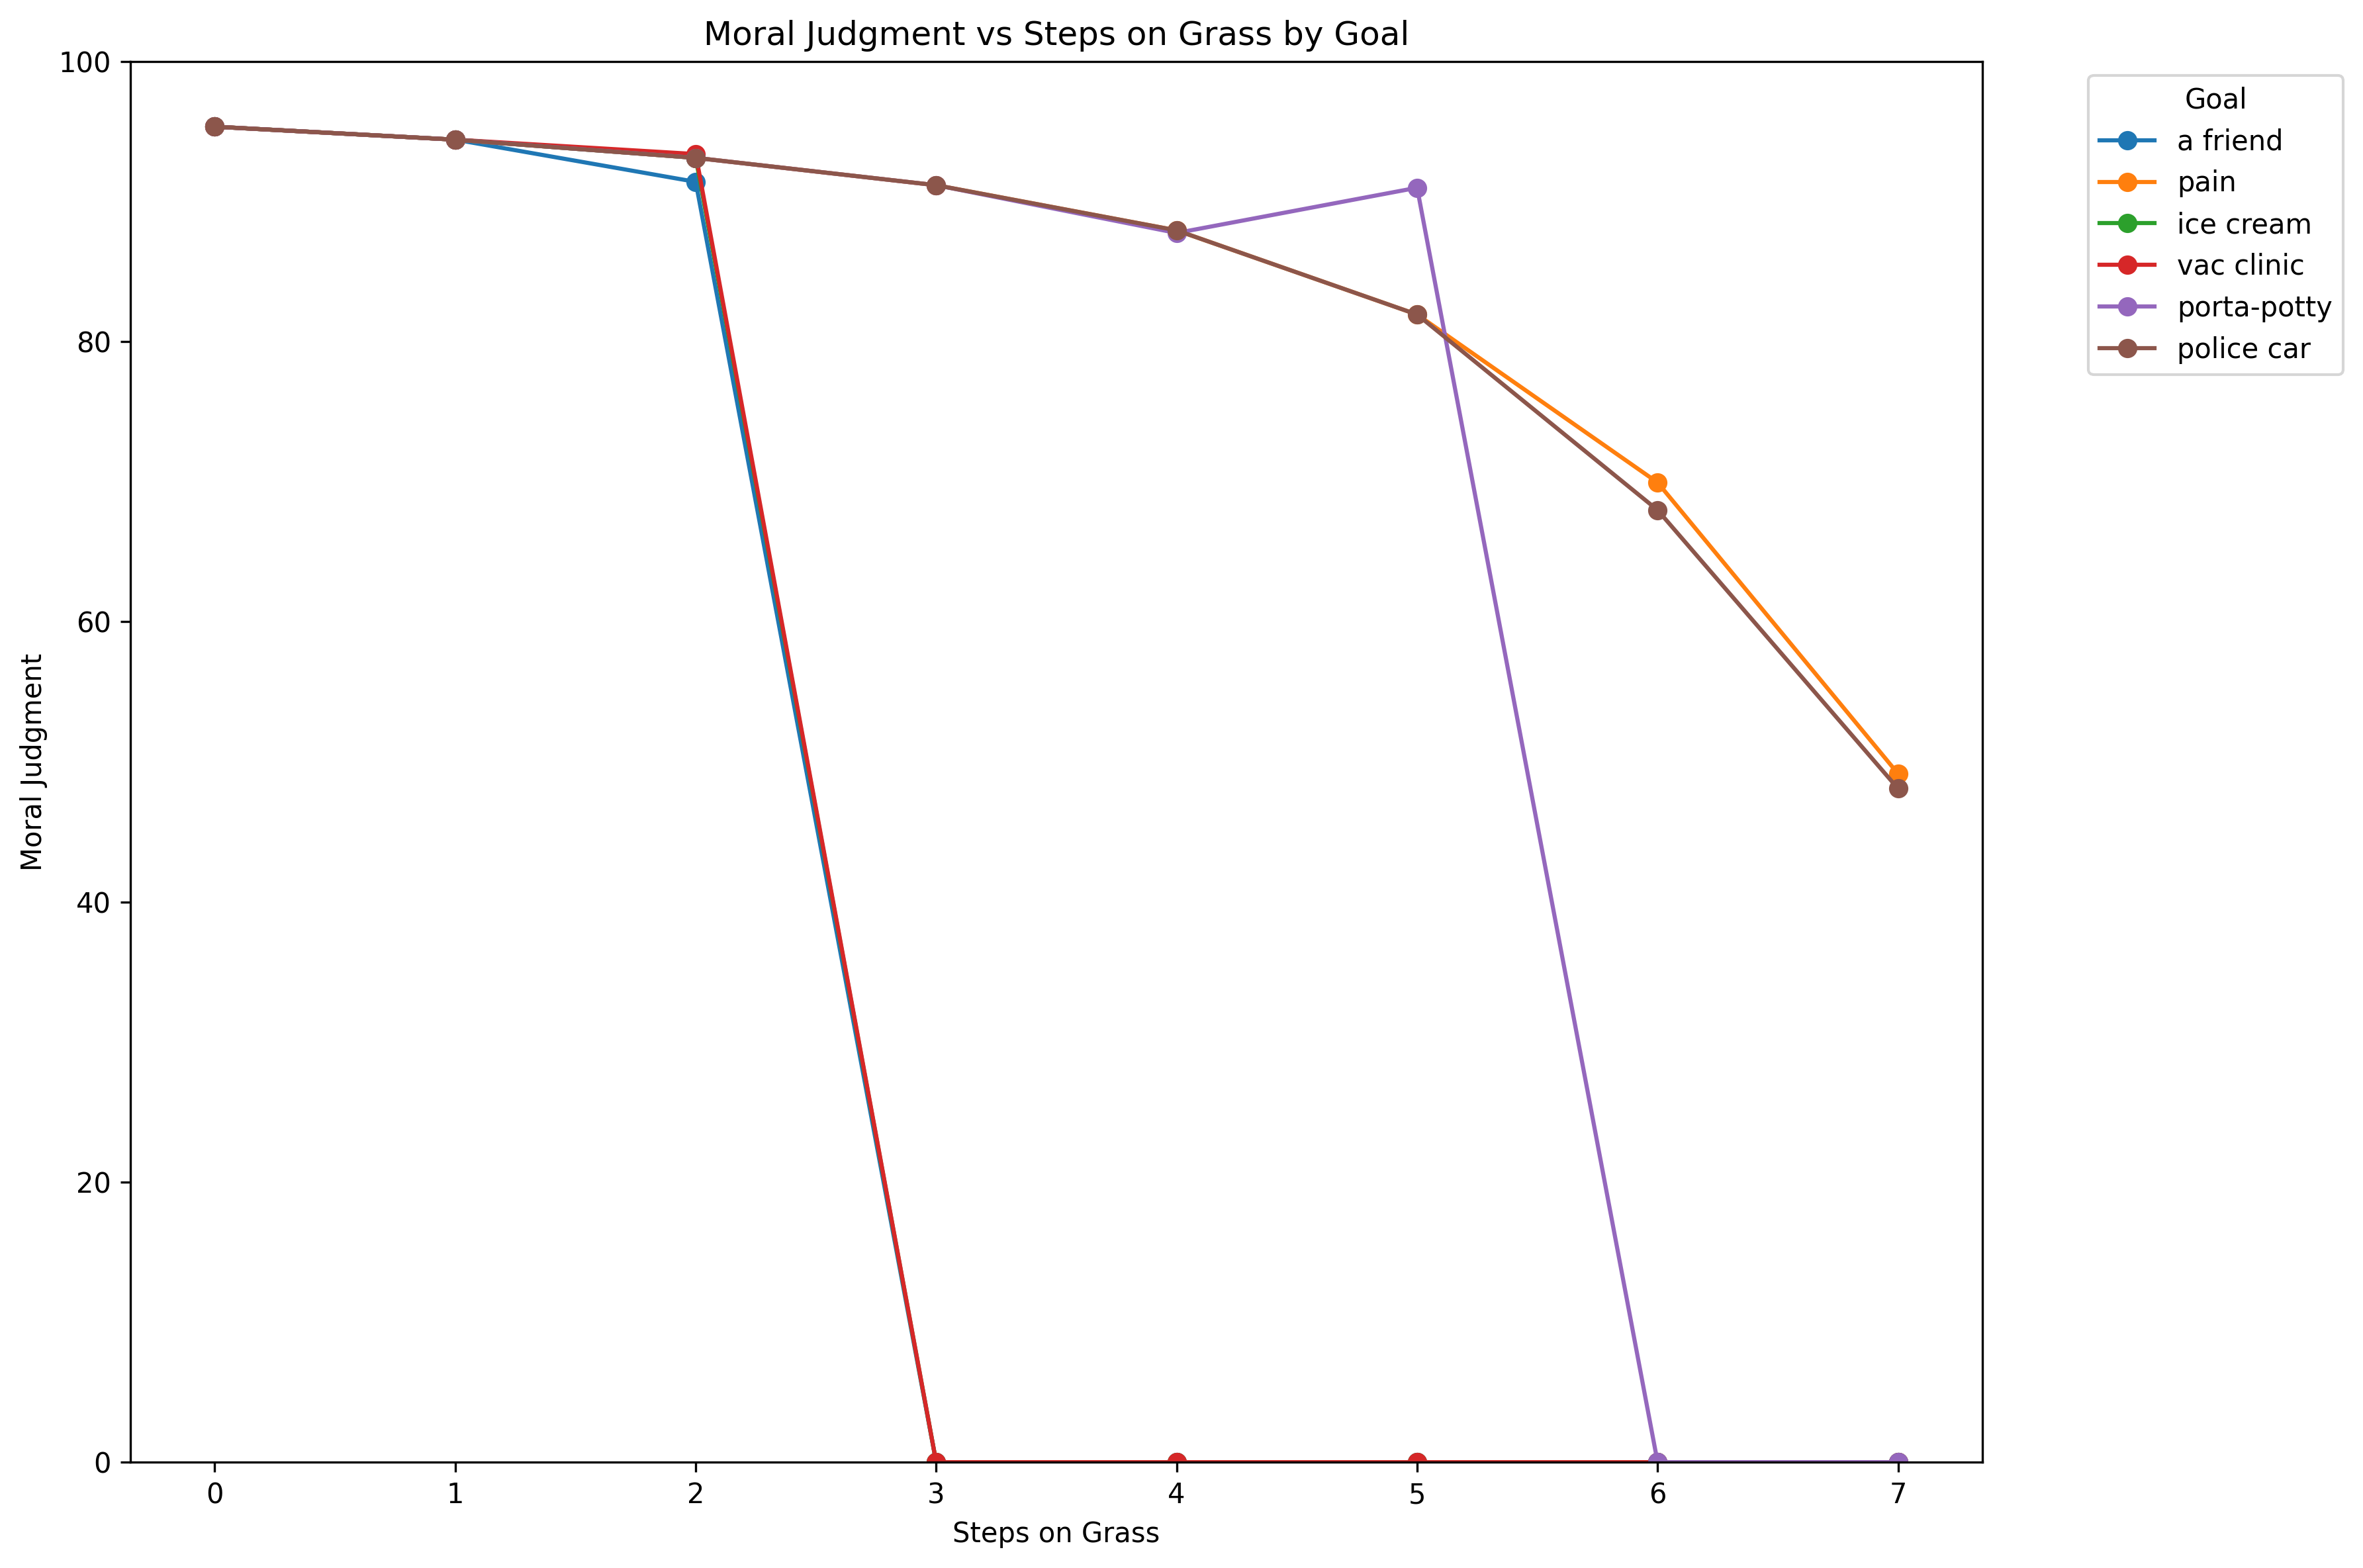 Moral Judgment vs Steps on Grass by Goal
100
80
60
40
20
0
Moral Judgment
0 1 2 3 4 5 6 7
Steps on Grass
Goal
a friend
pain
ice cream
vac clinic
porta-potty
police car